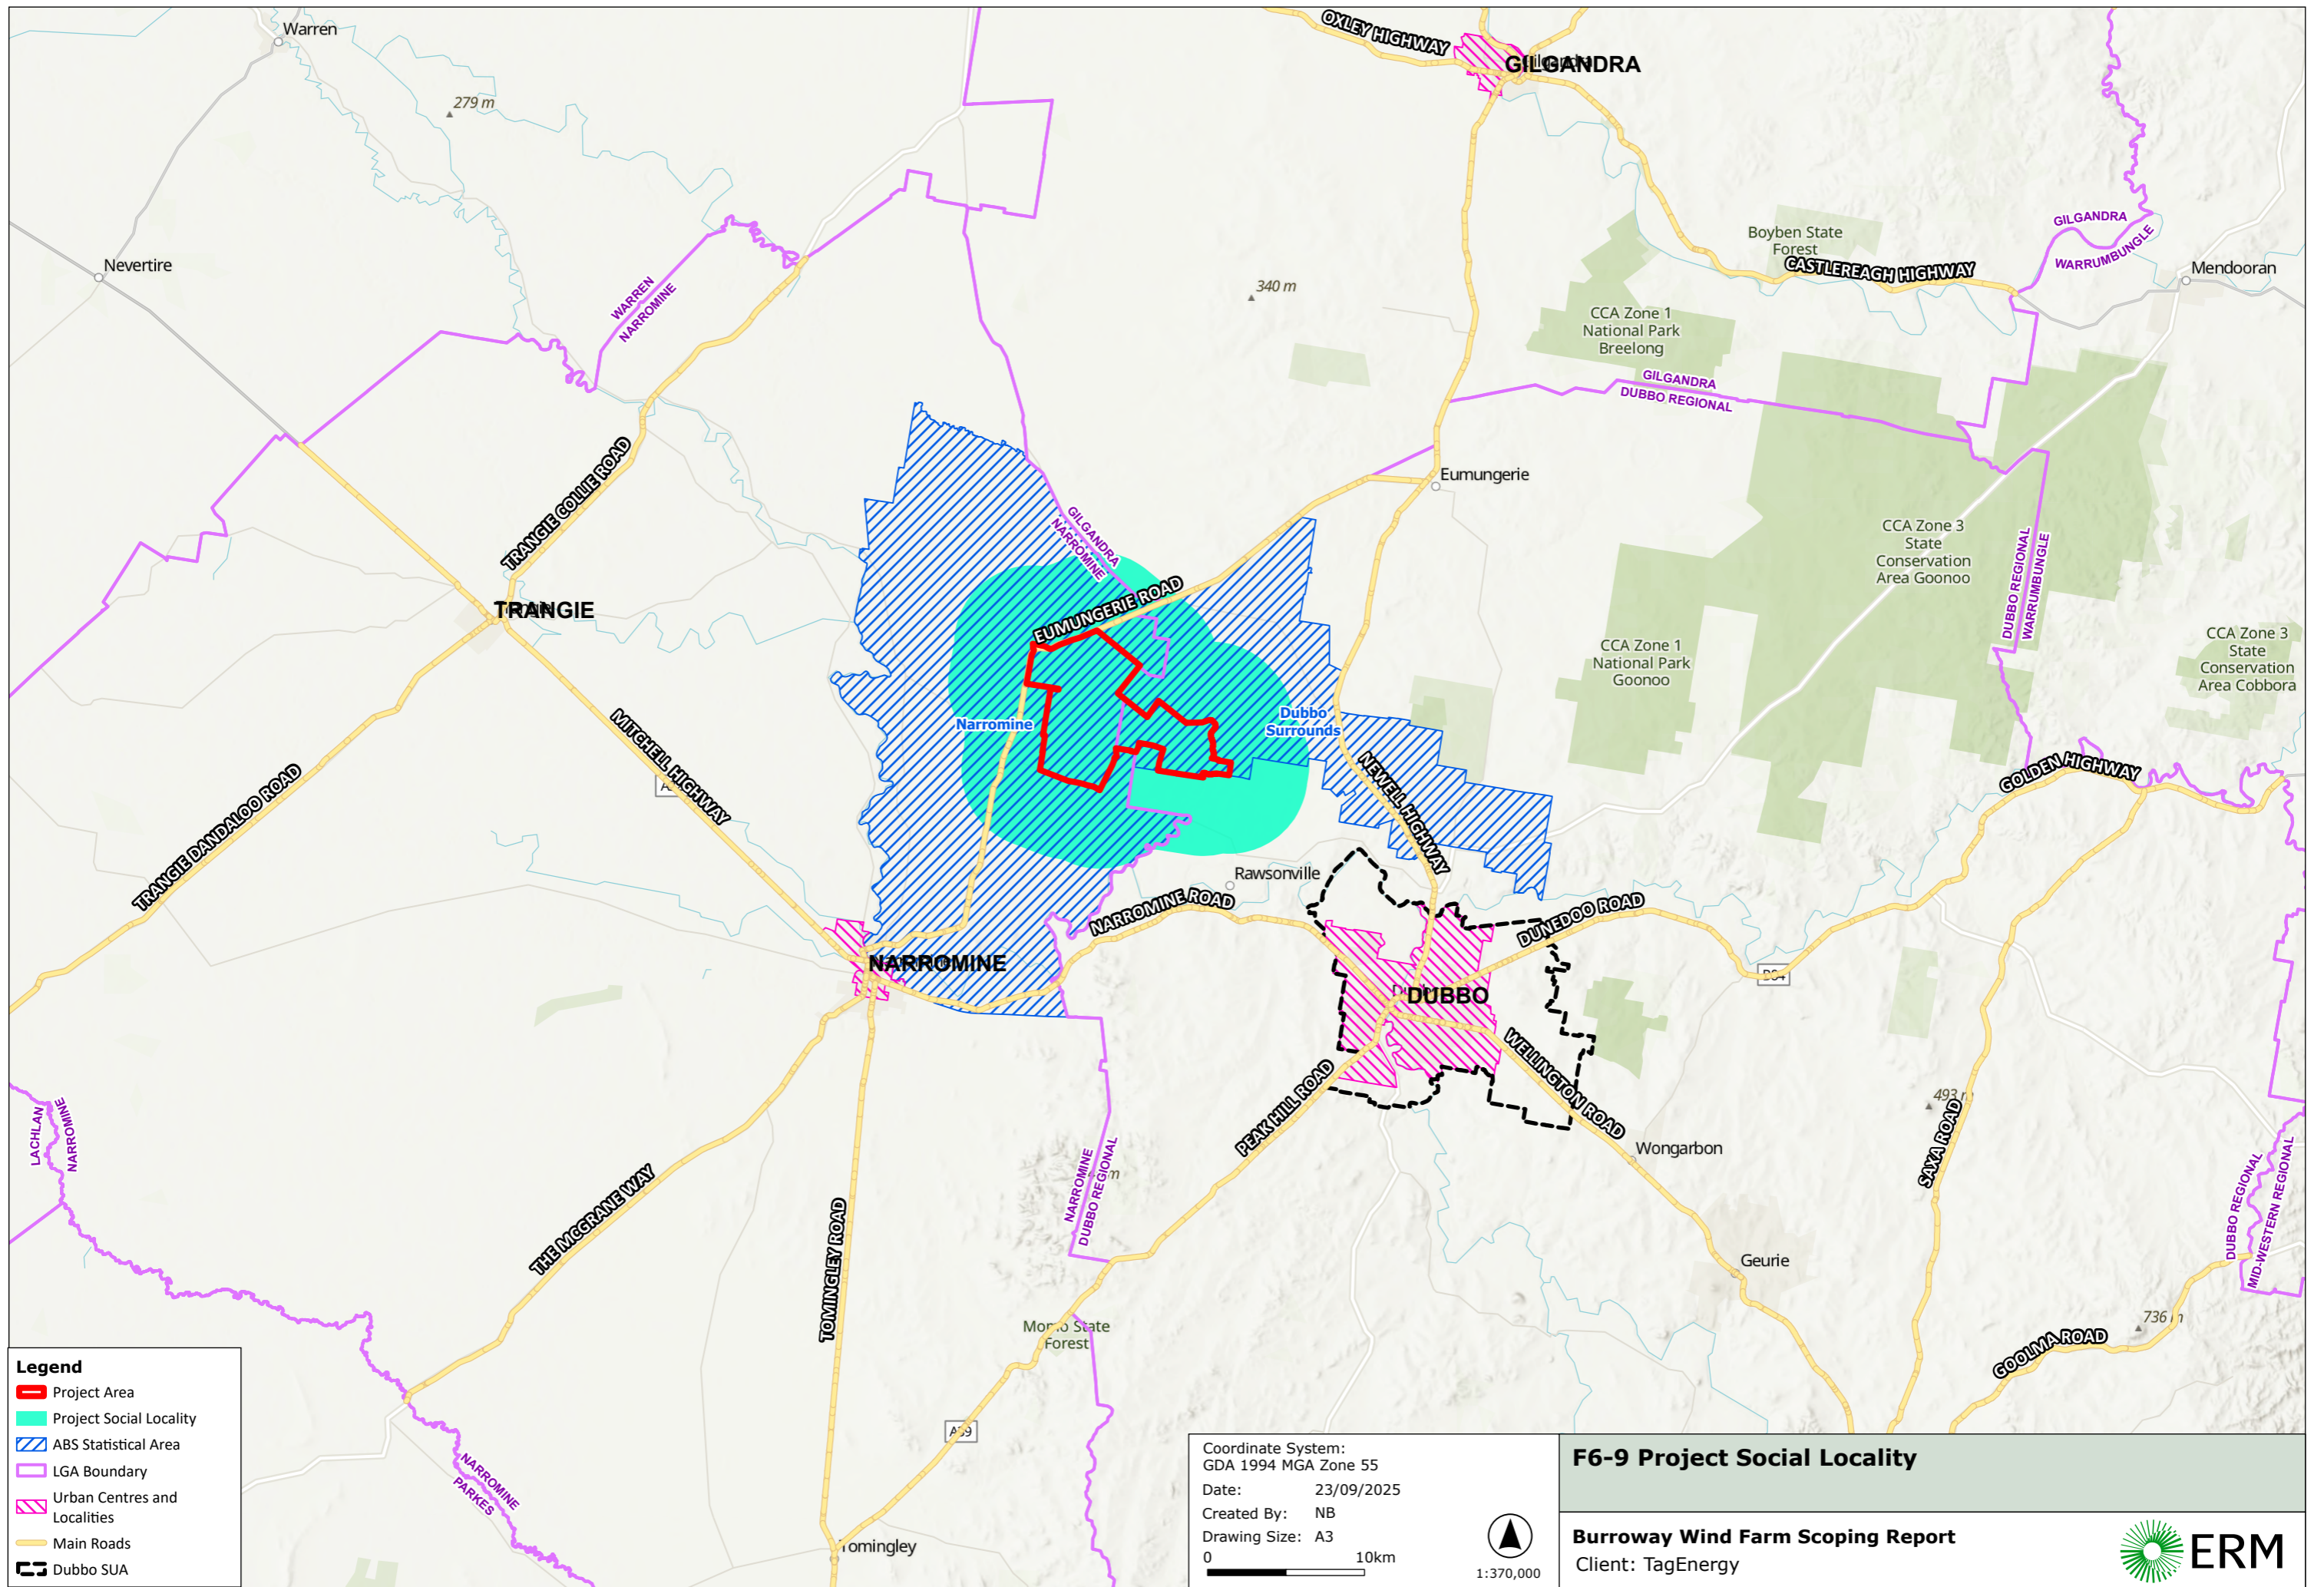 Warren
OXLEY HIGHWAY
GILGANDRA
279 m
Boyben State
Forest
GILGANDRA
WARRUMBUNGLE
CASTLEREAGH HIGHWAY
Mendooran
Nevertire
WARREN
NARROMINE
340 m
CCA Zone 1
National Park
Breelong
GILGANDRA
DUBBO REGIONAL
TRANGIE COLLIE ROAD
Eumungerie
GILGANDRA
NARROMINE
CCA Zone 3
State
Conservation
Area Goonoo
DUBBO REGIONAL
WARRUMBUNGLE
TRANGIE
EUMUNGERIE ROAD
CCA Zone 1
National Park
Goonoo
CCA Zone 3
State
Conservation
Area Cobbora
Narromine
Dubbo
Surrounds
MITCHELL HIGHWAY
NEWELL HIGHWAY
GOLDEN HIGHWAY
TRANGIE DANDALOO ROAD
Rawsonville
NARROMINE ROAD
DUNEDOO ROAD
NARROMINE
DUBBO
B84
WELLINGTON ROAD
PEAK HILL ROAD
493 m
SAXA ROAD
LACHLAN
NARROMINE
Wongarbon
NARROMINE
DUBBO REGIONAL
DUBBO REGIONAL
MID-WESTERN REGIONAL
THE MCGRANE WAY
TOMINGLEY ROAD
Geurie
736 m
GOOLMA ROAD
Momo State
Forest
A39
NARROMINE
PARKES
Tomingley
Legend
Project Area
Project Social Locality
ABS Statistical Area
LGA Boundary
Urban Centres and
Localities
Main Roads
Dubbo SUA
Coordinate System:
GDA 1994 MGA Zone 55
Date: 23/09/2025
Created By: NB
Drawing Size: A3
0 10km
1:370,000
F6-9 Project Social Locality
Burroway Wind Farm Scoping Report
Client: TagEnergy
ERM